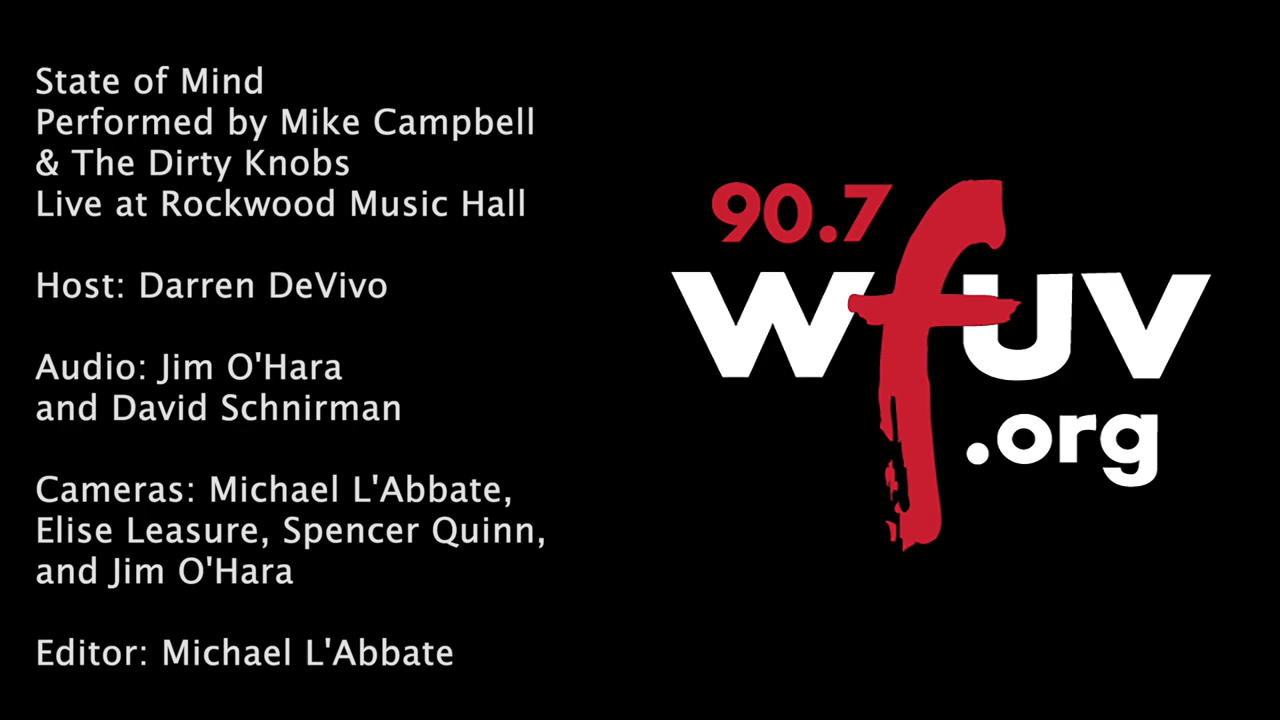 State of Mind
Performed by Mike Campbell
& The Dirty Knobs
Live at Rockwood Music Hall
Host: Darren DeVivo
Audio: Jim O'Hara
and David Schnirman
Cameras: Michael L'Abbate,
Elise Leasure, Spencer Quinn,
and Jim O'Hara
Editor: Michael L'Abbate
90.7
wfuv
.org